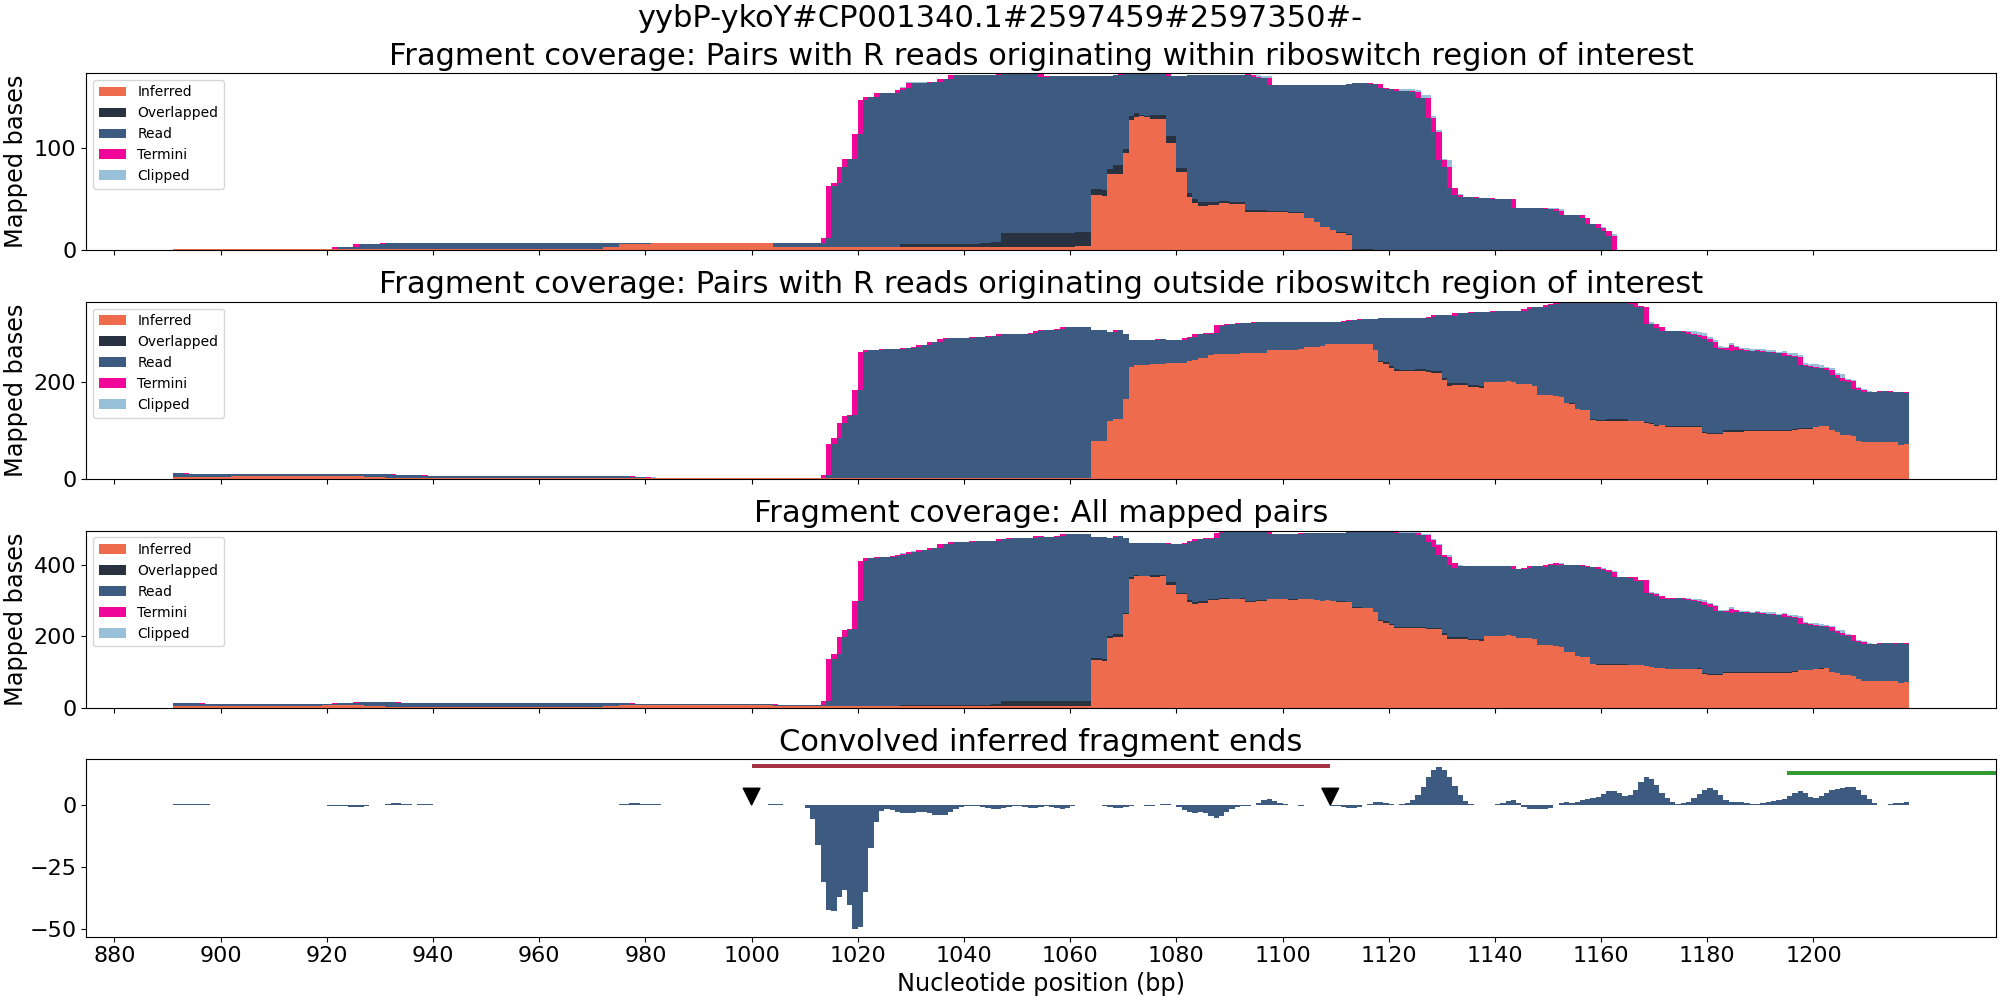 yybP-ykoY#CP001340.1#2597459#2597350#-
Fragment coverage: Pairs with R reads originating within riboswitch region of interest
Mapped bases
100
0
Inferred
Overlapped
Read
Termini
Clipped
Fragment coverage: Pairs with R reads originating outside riboswitch region of interest
Mapped bases
200
0
Inferred
Overlapped
Read
Termini
Clipped
Fragment coverage: All mapped pairs
Mapped bases
400
200
0
Inferred
Overlapped
Read
Termini
Clipped
Convolved inferred fragment ends
0
−25
−50
880 900 920 940 960 980 1000 1020 1040 1060 1080 1100 1120 1140 1160 1180 1200
Nucleotide position (bp)